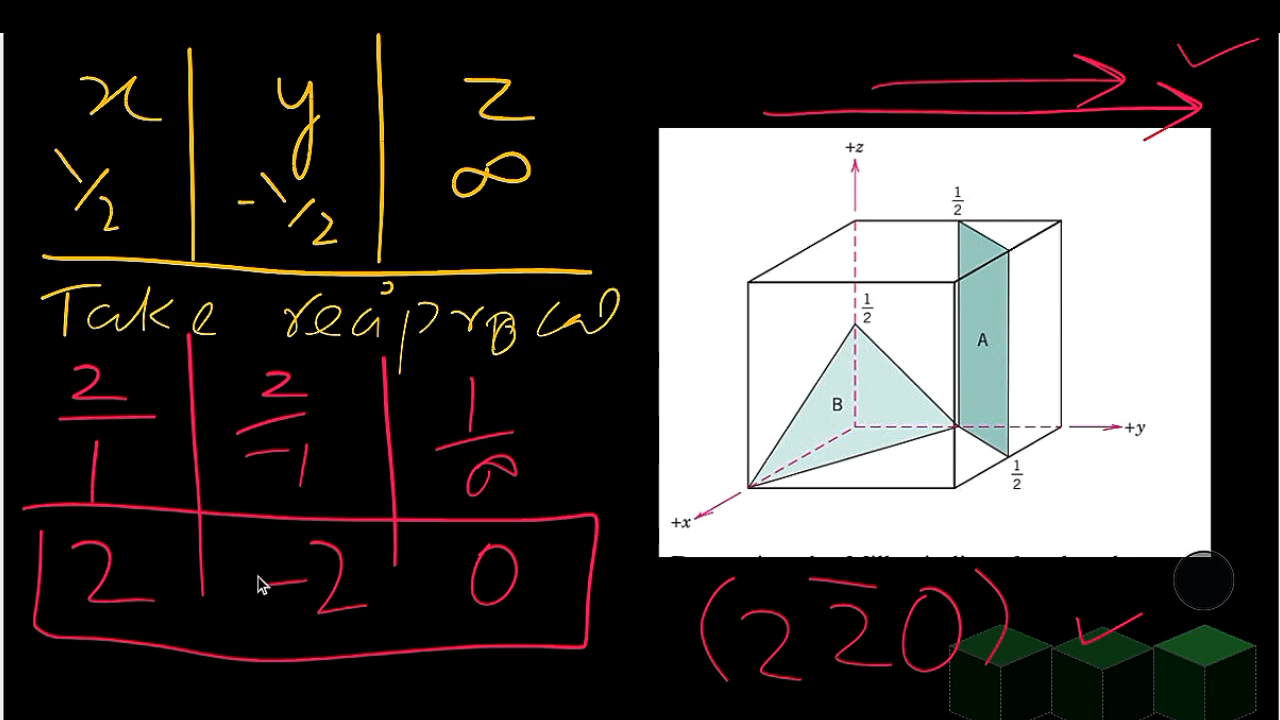 x y z
1/2 -1/2 ∞
Take reciprocal
2/1 2/-1 1/∞
2 -2 0
+z
1/2
1/2
A
B
+y
1/2
+x
(2 2̅ 0)